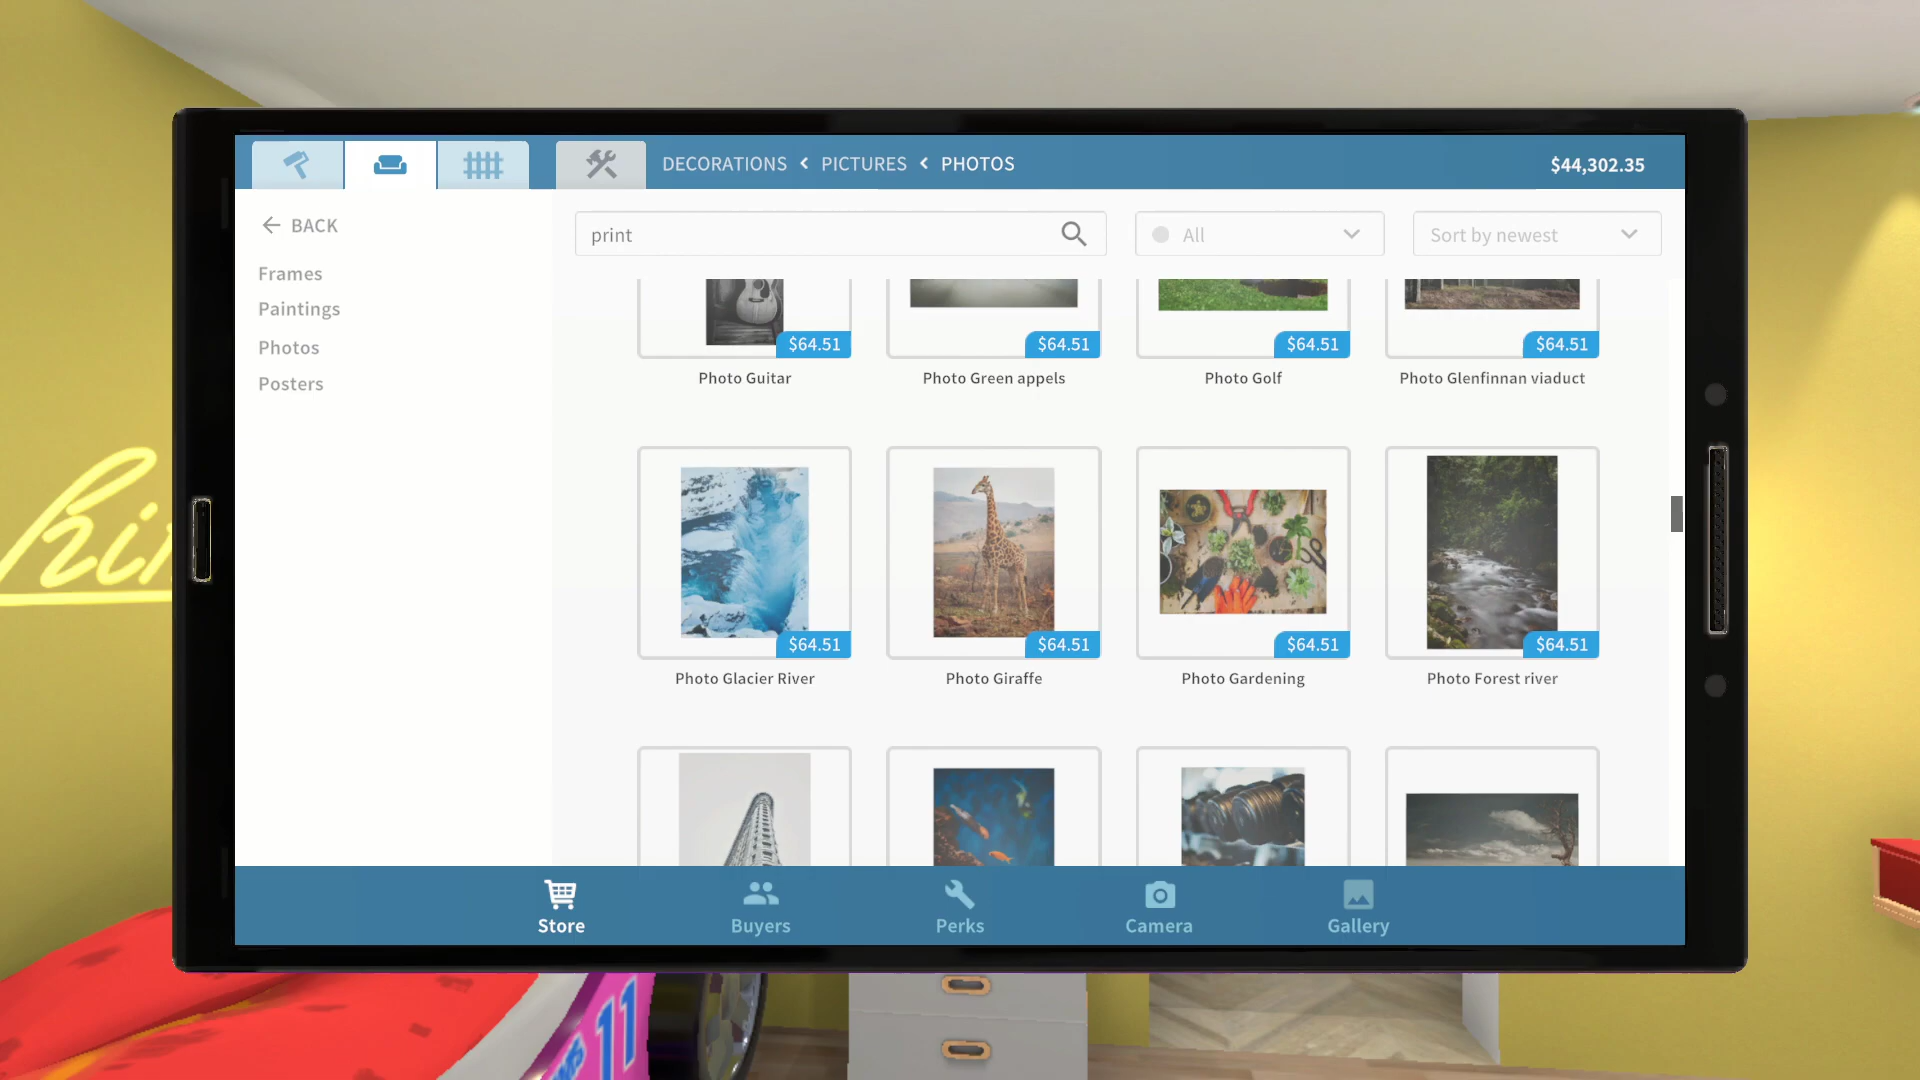 DECORATIONS < PICTURES < PHOTOS
$44,302.35
BACK
print
All
Sort by newest
Frames
Paintings
Photos
Posters
$64.51
$64.51
$64.51
$64.51
Photo Guitar
Photo Green appels
Photo Golf
Photo Glenfinnan viaduct
$64.51
$64.51
$64.51
$64.51
Photo Glacier River
Photo Giraffe
Photo Gardening
Photo Forest river
Store
Buyers
Perks
Camera
Gallery
11